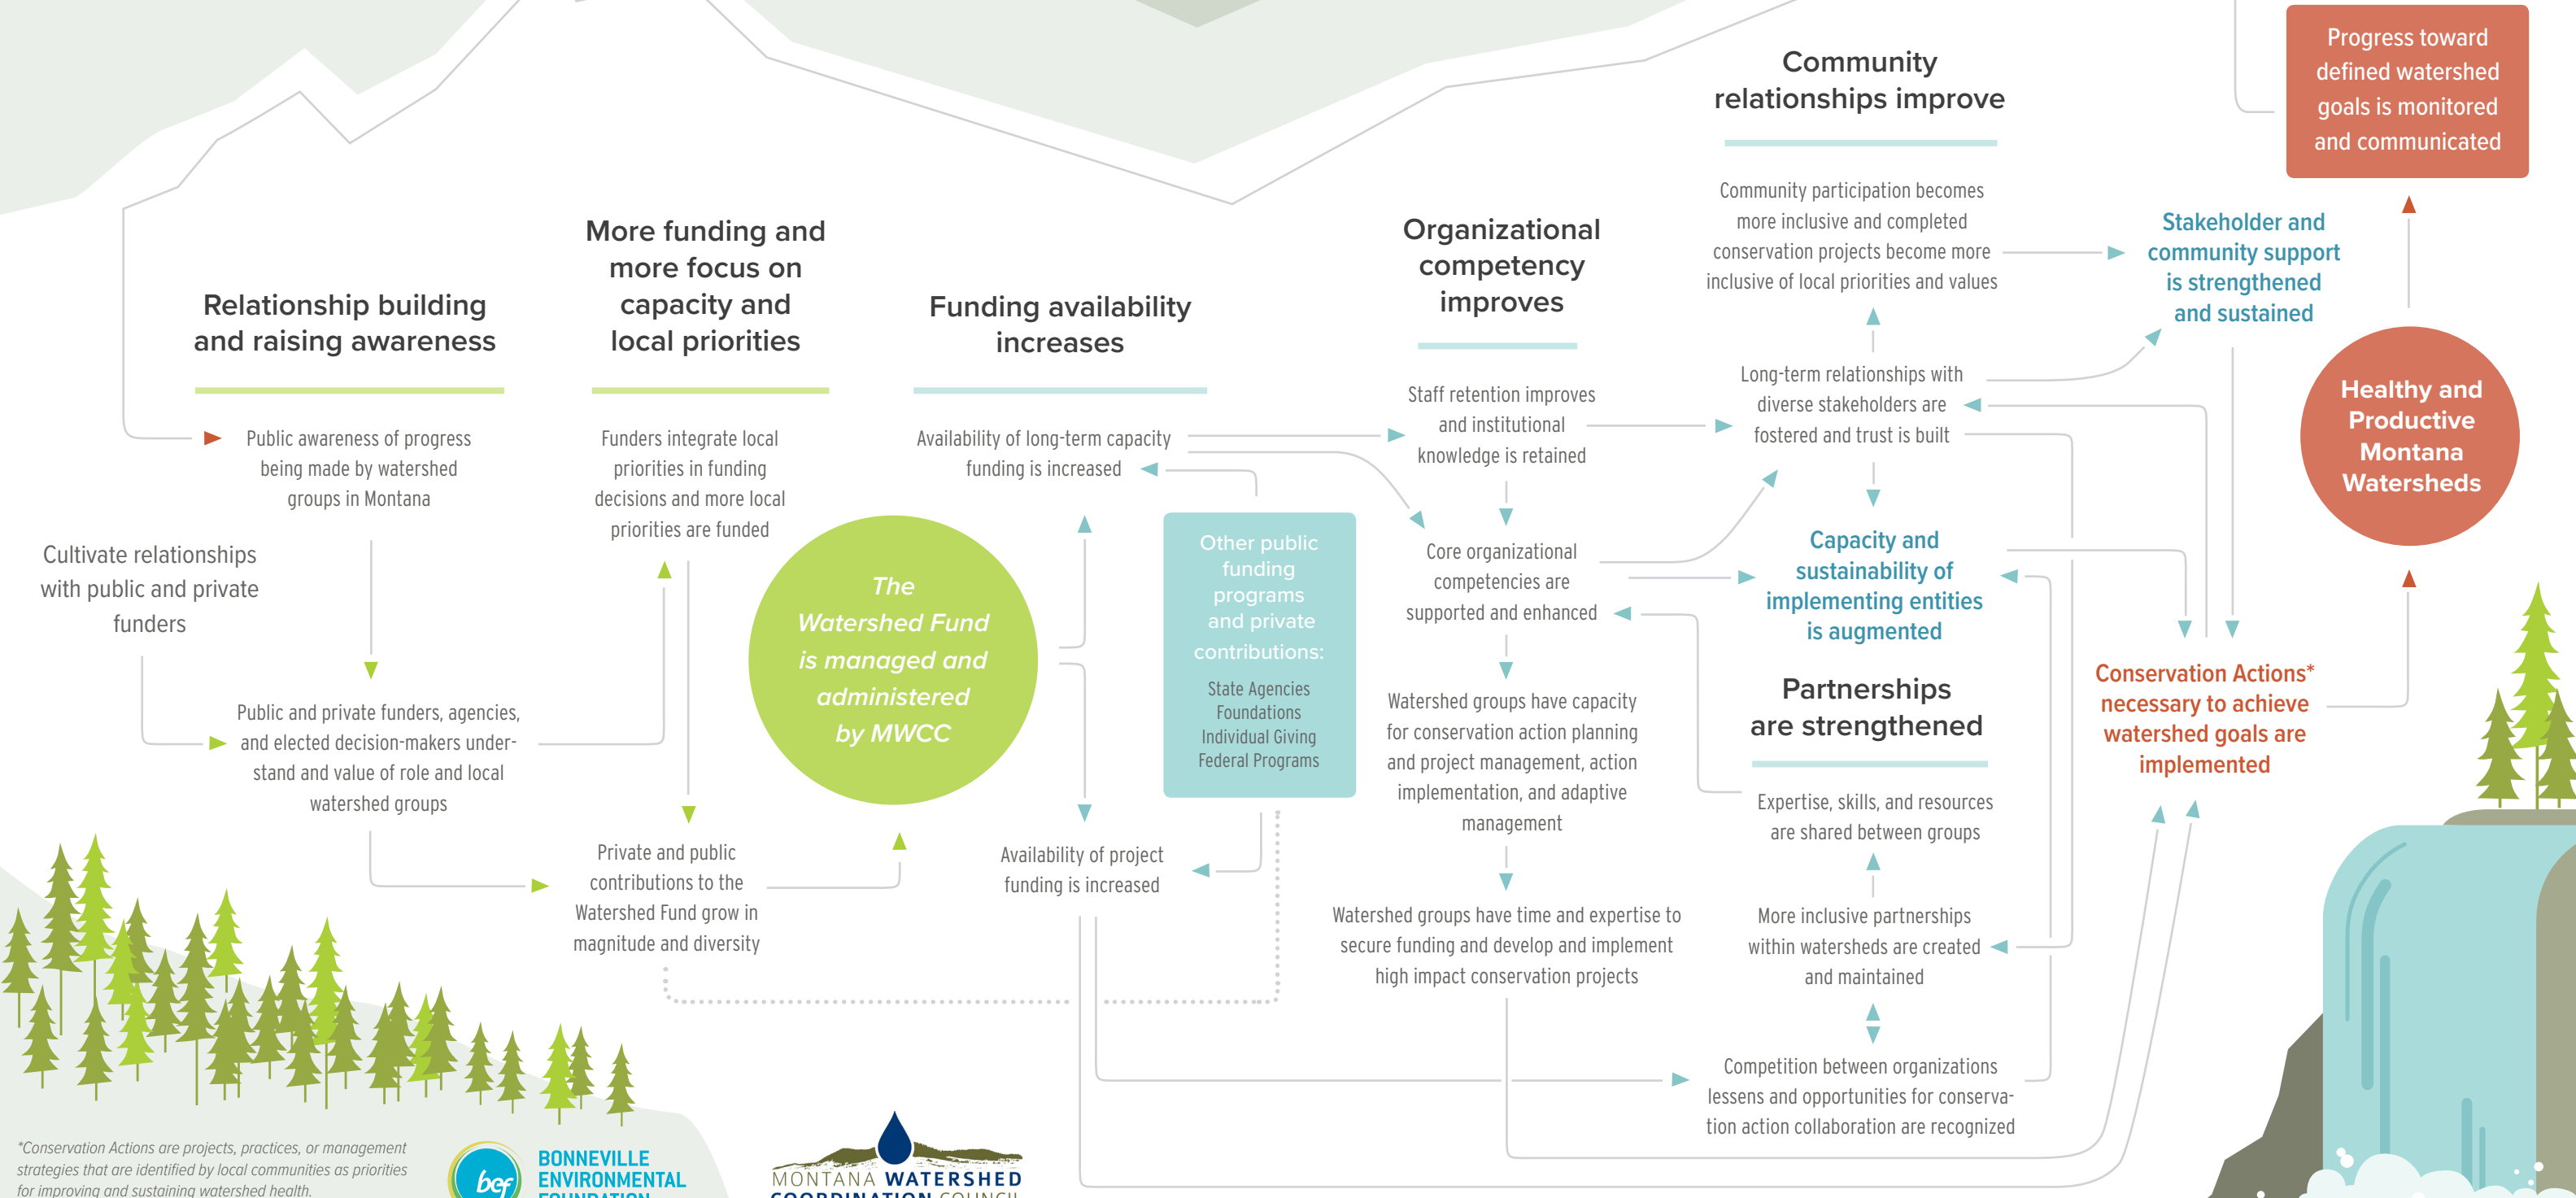 Relationship building
and raising awareness
Public awareness of progress
being made by watershed
groups in Montana
Cultivate relationships
with public and private
funders
Public and private funders, agencies,
and elected decision-makers under-
stand and value of role and local
watershed groups
More funding and
more focus on
capacity and
local priorities
Funders integrate local
priorities in funding
decisions and more local
priorities are funded
Private and public
contributions to the
Watershed Fund grow in
magnitude and diversity
The
Watershed Fund
is managed and
administered
by MWCC
Funding availability
increases
Availability of long-term capacity
funding is increased
Other public
funding
programs
and private
contributions:
State Agencies
Foundations
Individual Giving
Federal Programs
Availability of project
funding is increased
Organizational
competency
improves
Staff retention improves
and institutional
knowledge is retained
Core organizational
competencies are
supported and enhanced
Watershed groups have capacity
for conservation action planning
and project management, action
implementation, and adaptive
management
Watershed groups have time and expertise to
secure funding and develop and implement
high impact conservation projects
Community
relationships improve
Community participation becomes
more inclusive and completed
conservation projects become more
inclusive of local priorities and values
Long-term relationships with
diverse stakeholders are
fostered and trust is built
Capacity and
sustainability of
implementing entities
is augmented
Partnerships
are strengthened
Expertise, skills, and resources
are shared between groups
More inclusive partnerships
within watersheds are created
and maintained
Competition between organizations
lessens and opportunities for conserva-
tion action collaboration are recognized
Stakeholder and
community support
is strengthened
and sustained
Conservation Actions*
necessary to achieve
watershed goals are
implemented
Progress toward
defined watershed
goals is monitored
and communicated
Healthy and
Productive
Montana
Watersheds
*Conservation Actions are projects, practices, or management
strategies that are identified by local communities as priorities
for improving and sustaining watershed health.
bef
BONNEVILLE
ENVIRONMENTAL
FOUNDATION
MONTANA WATERSHED
COORDINATION COUNCIL